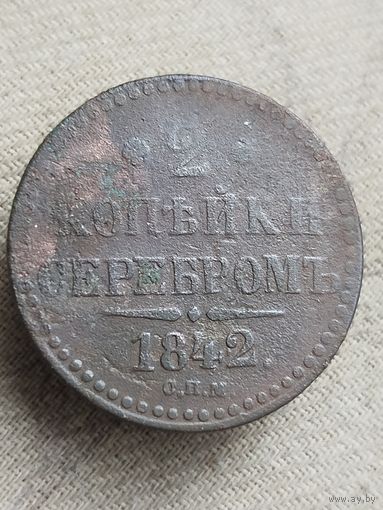 * 2 *
КОПѢЙКИ
СЕРЕБРОМЪ
1842.
С.П.М.
www.ay.by